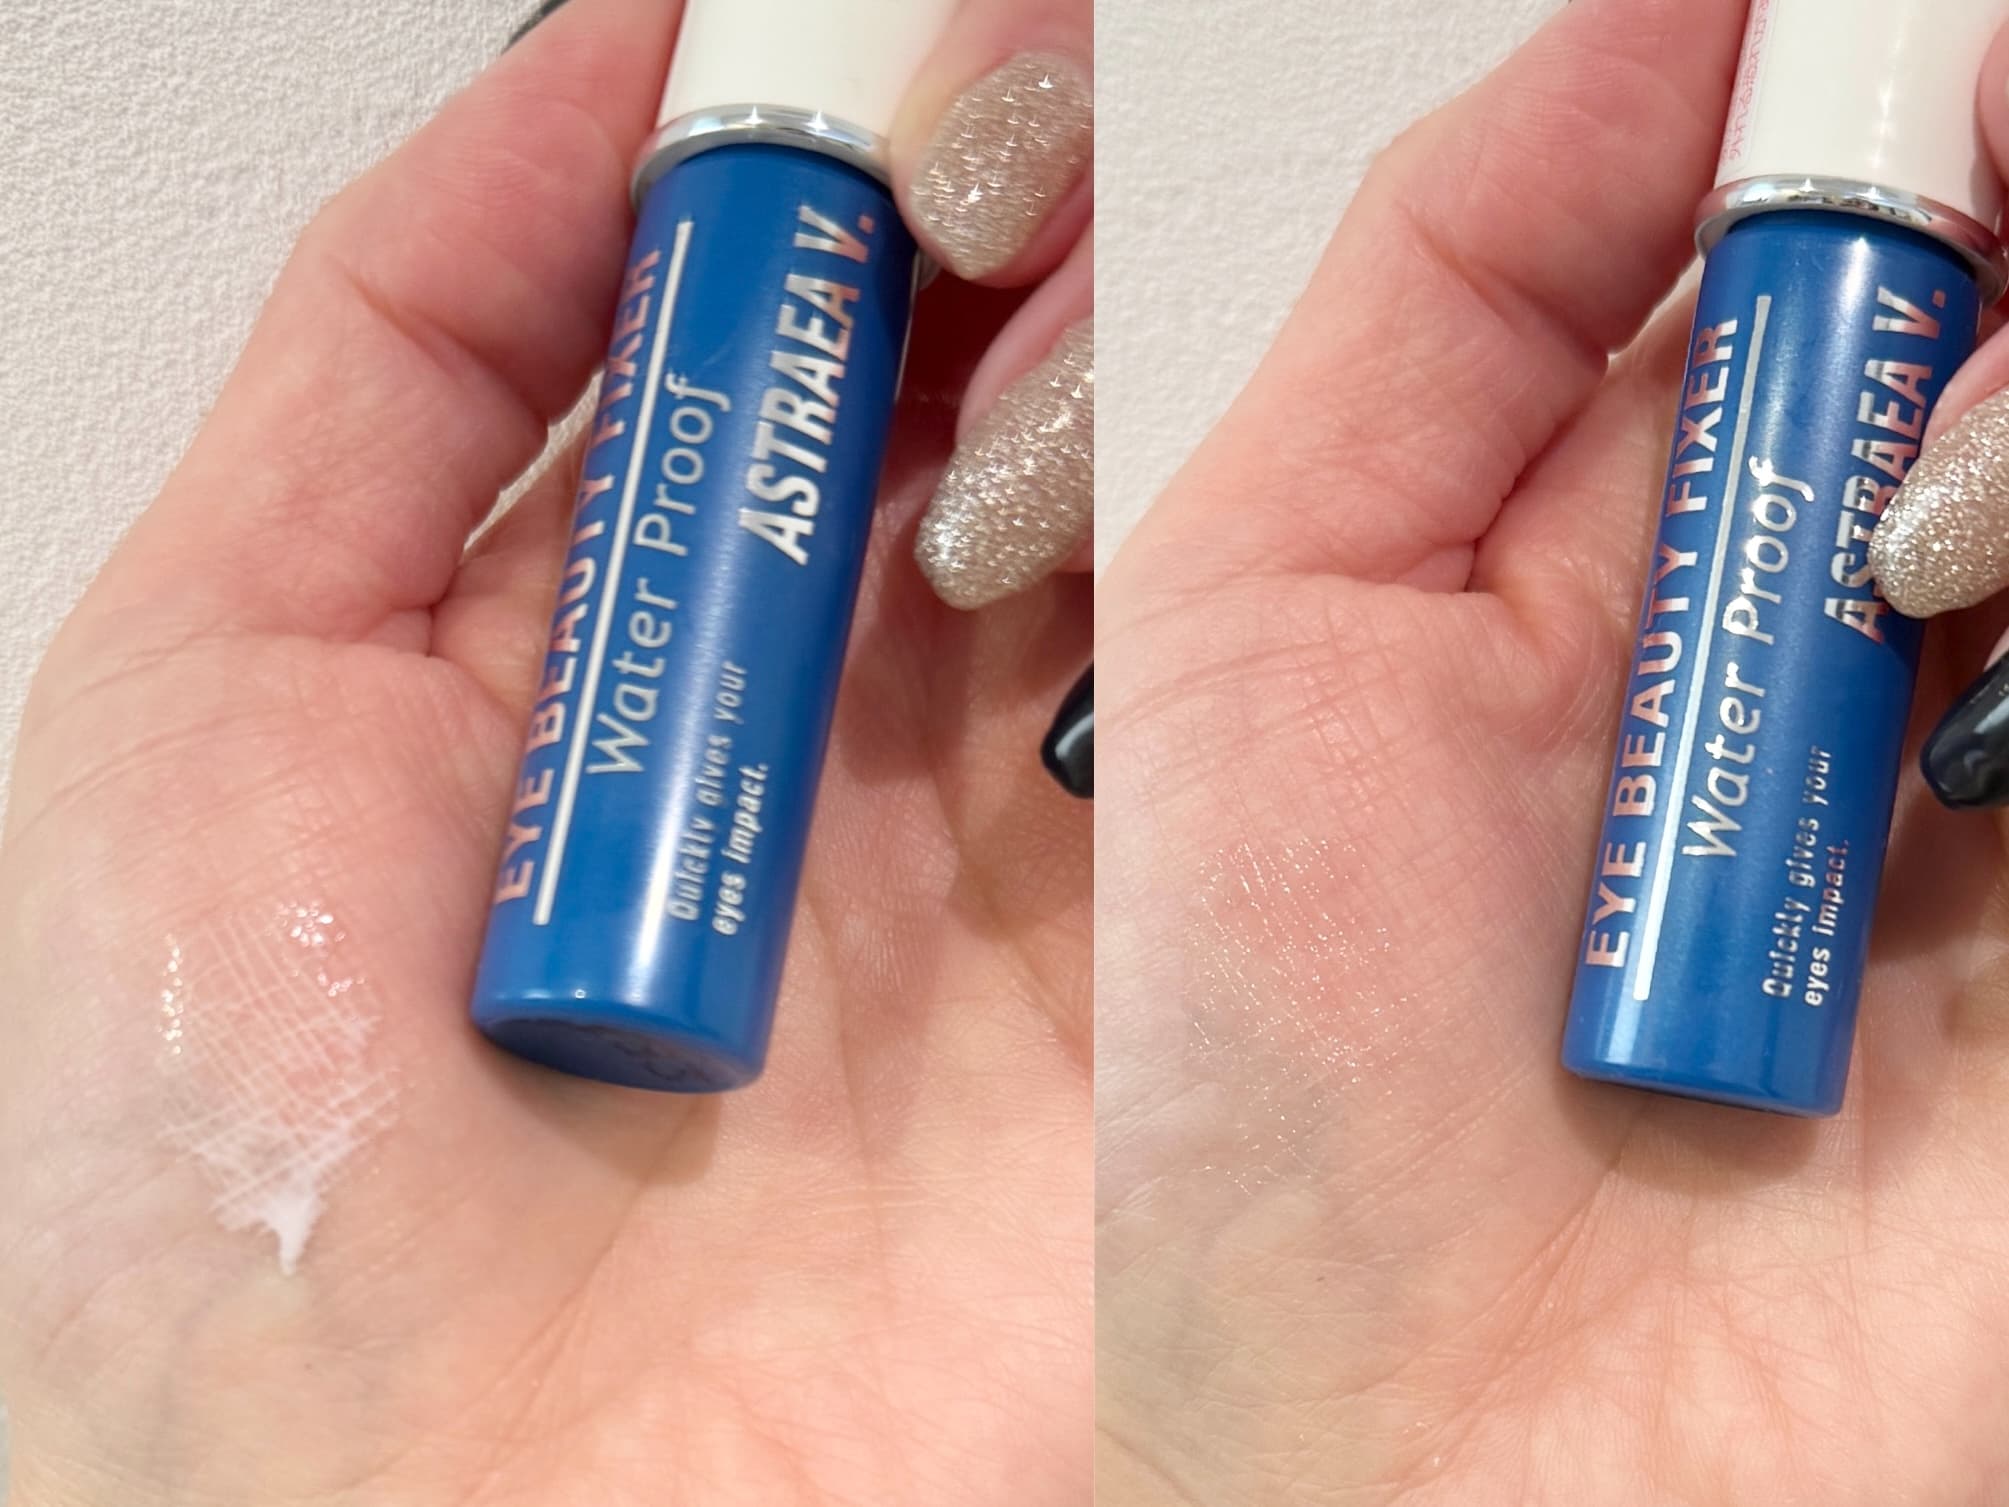 EYE BEAUTY FIXER
Water Proof
ASTRAEA V.
Quickly gives your
eyes impact.
EYE BEAUTY FIXER
Water Proof
ASTRAEA V.
Quickly gives your
eyes impact.